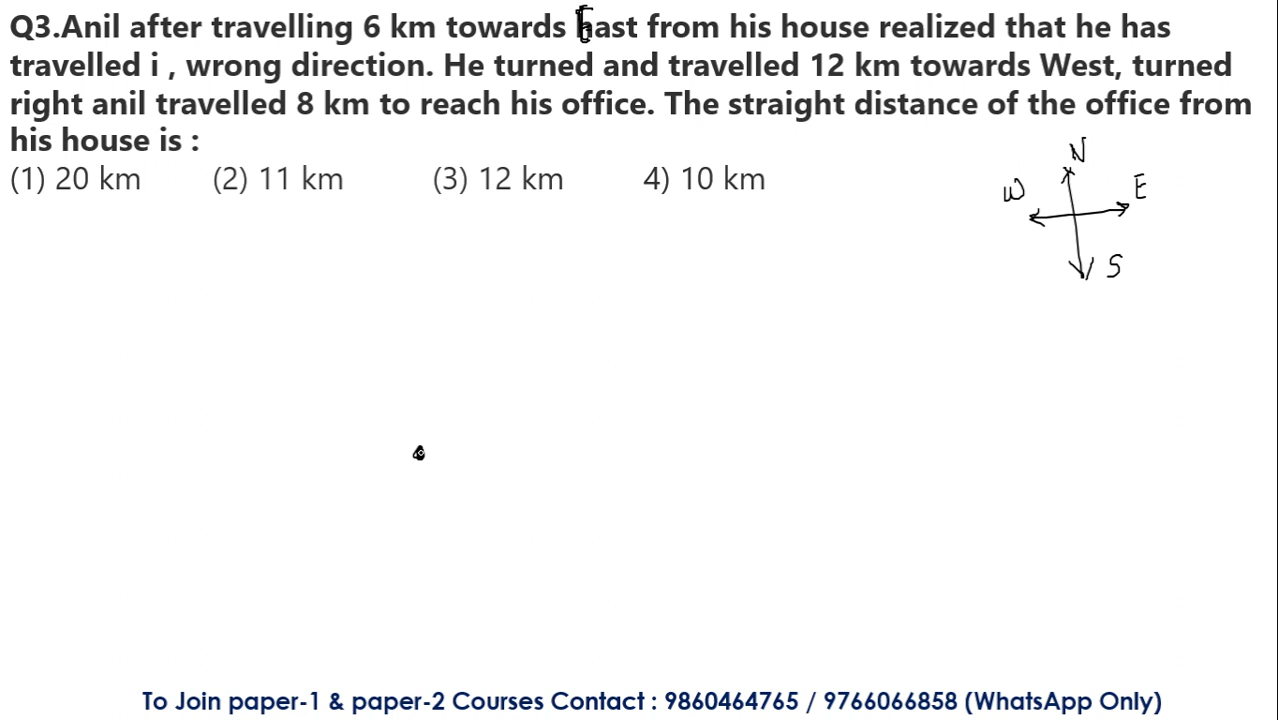 Q3.Anil after travelling 6 km towards East from his house realized that he has
travelled i , wrong direction. He turned and travelled 12 km towards West, turned
right anil travelled 8 km to reach his office. The straight distance of the office from
his house is :
(1) 20 km (2) 11 km (3) 12 km 4) 10 km
N
W E
S
To Join paper-1 & paper-2 Courses Contact : 9860464765 / 9766066858 (WhatsApp Only)